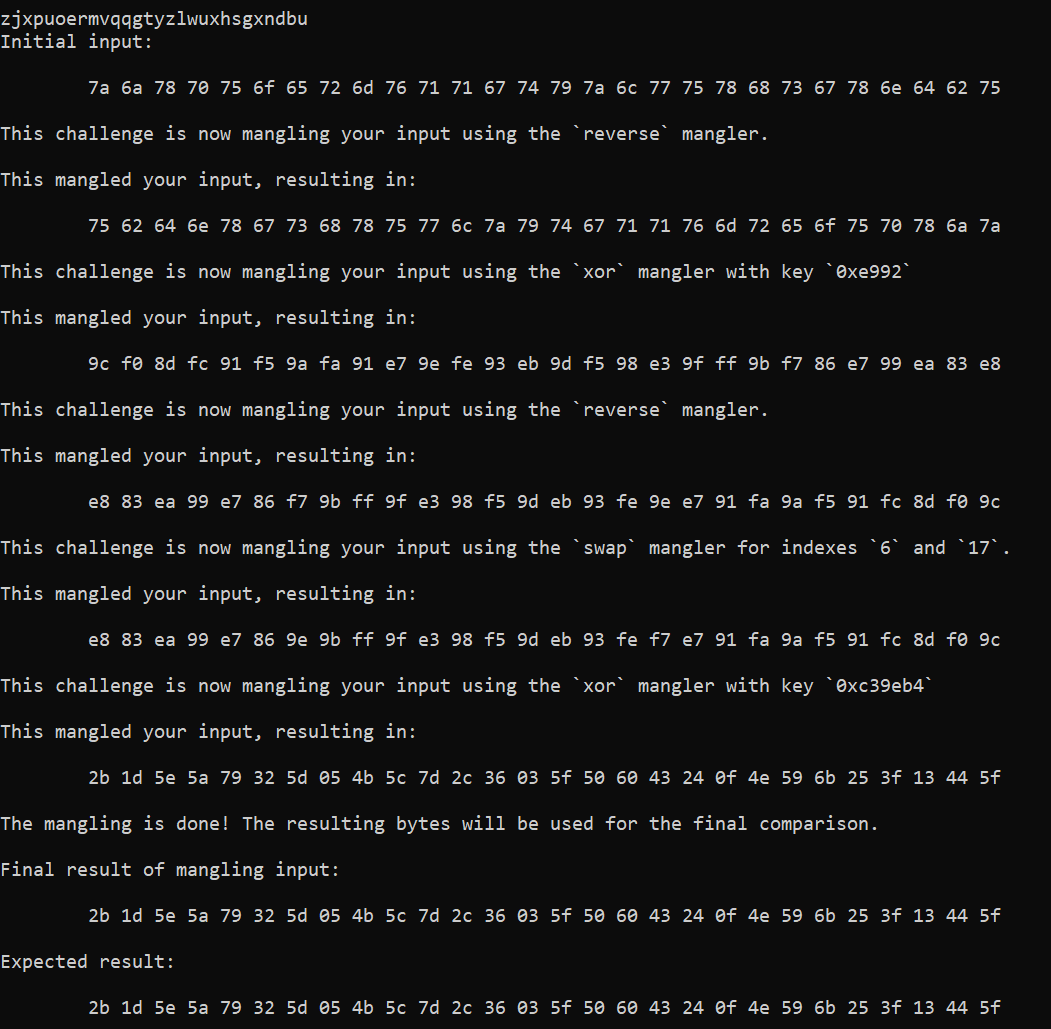 zjxpuoermvqqgtyzlwuxhsgxndbu
Initial input:
7a 6a 78 70 75 6f 65 72 6d 76 71 71 67 74 79 7a 6c 77 75 78 68 73 67 78 6e 64 62 75
This challenge is now mangling your input using the `reverse` mangler.
This mangled your input, resulting in:
75 62 64 6e 78 67 73 68 78 75 77 6c 7a 79 74 67 71 71 76 6d 72 65 6f 75 70 78 6a 7a
This challenge is now mangling your input using the `xor` mangler with key `0xe992`
This mangled your input, resulting in:
9c f0 8d fc 91 f5 9a fa 91 e7 9e fe 93 eb 9d f5 98 e3 9f ff 9b f7 86 e7 99 ea 83 e8
This challenge is now mangling your input using the `reverse` mangler.
This mangled your input, resulting in:
e8 83 ea 99 e7 86 f7 9b ff 9f e3 98 f5 9d eb 93 fe 9e e7 91 fa 9a f5 91 fc 8d f0 9c
This challenge is now mangling your input using the `swap` mangler for indexes `6` and `17`.
This mangled your input, resulting in:
e8 83 ea 99 e7 86 9e 9b ff 9f e3 98 f5 9d eb 93 fe f7 e7 91 fa 9a f5 91 fc 8d f0 9c
This challenge is now mangling your input using the `xor` mangler with key `0xc39eb4`
This mangled your input, resulting in:
2b 1d 5e 5a 79 32 5d 05 4b 5c 7d 2c 36 03 5f 50 60 43 24 0f 4e 59 6b 25 3f 13 44 5f
The mangling is done! The resulting bytes will be used for the final comparison.
Final result of mangling input:
2b 1d 5e 5a 79 32 5d 05 4b 5c 7d 2c 36 03 5f 50 60 43 24 0f 4e 59 6b 25 3f 13 44 5f
Expected result:
2b 1d 5e 5a 79 32 5d 05 4b 5c 7d 2c 36 03 5f 50 60 43 24 0f 4e 59 6b 25 3f 13 44 5f